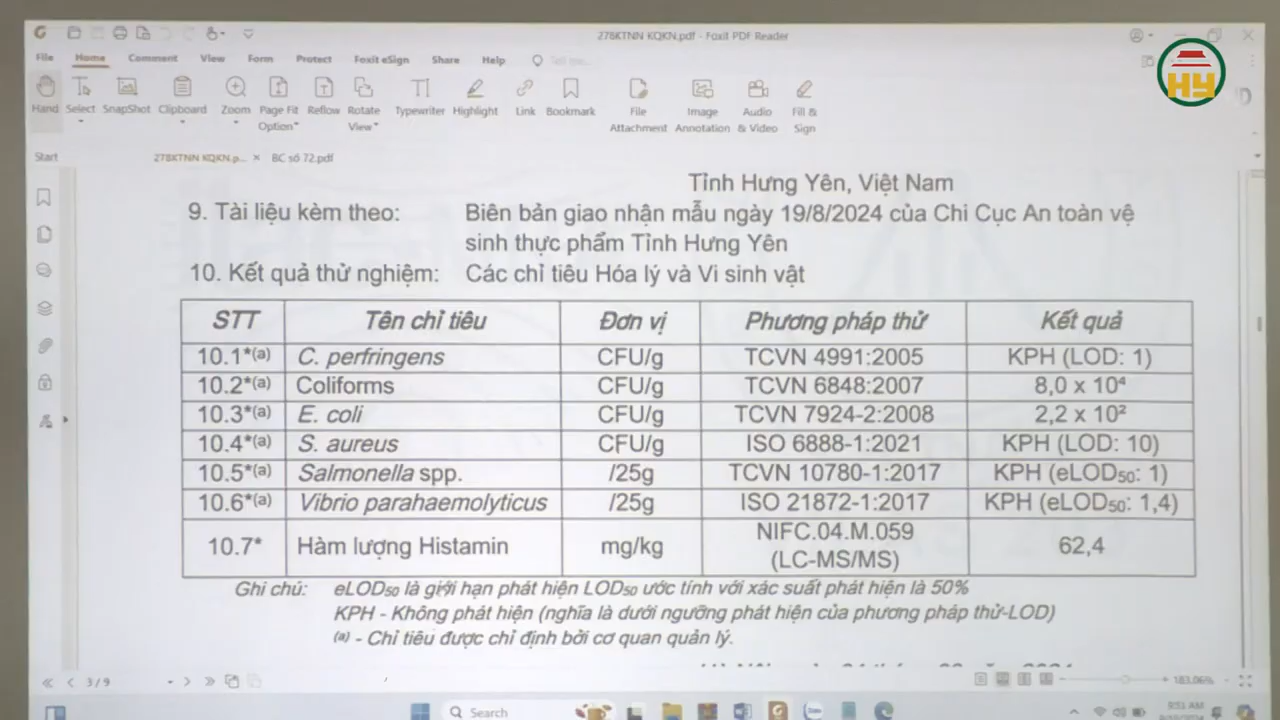 278KTNN KQKN.pdf - Foxit PDF Reader
File Home Comment View Form Protect Foxit eSign Share Help
HY
Hand Select SnapShot Clipboard Zoom Page Fit Option Reflow Rotate View Typewriter Highlight Link Bookmark File Attachment Image Annotation Audio & Video Fill & Sign
Start 278KTNN KQKN.p... × BC số 72.pdf
Tỉnh Hưng Yên, Việt Nam
9. Tài liệu kèm theo: Biên bản giao nhận mẫu ngày 19/8/2024 của Chi Cục An toàn vệ
sinh thực phẩm Tỉnh Hưng Yên
10. Kết quả thử nghiệm: Các chỉ tiêu Hóa lý và Vi sinh vật
STT Tên chỉ tiêu Đơn vị Phương pháp thử Kết quả
10.1*(a) C. perfringens CFU/g TCVN 4991:2005 KPH (LOD: 1)
10.2*(a) Coliforms CFU/g TCVN 6848:2007 8,0 x 10⁴
10.3*(a) E. coli CFU/g TCVN 7924-2:2008 2,2 x 10²
10.4*(a) S. aureus CFU/g ISO 6888-1:2021 KPH (LOD: 10)
10.5*(a) Salmonella spp. /25g TCVN 10780-1:2017 KPH (eLOD₅₀: 1)
10.6*(a) Vibrio parahaemolyticus /25g ISO 21872-1:2017 KPH (eLOD₅₀: 1,4)
10.7* Hàm lượng Histamin mg/kg NIFC.04.M.059 (LC-MS/MS) 62,4
Ghi chú: eLOD₅₀ là giới hạn phát hiện LOD₅₀ ước tính với xác suất phát hiện là 50%
KPH - Không phát hiện (nghĩa là dưới ngưỡng phát hiện của phương pháp thử-LOD)
(a) - Chỉ tiêu được chỉ định bởi cơ quan quản lý.
3/9 183.06%
Search 9:51 AM